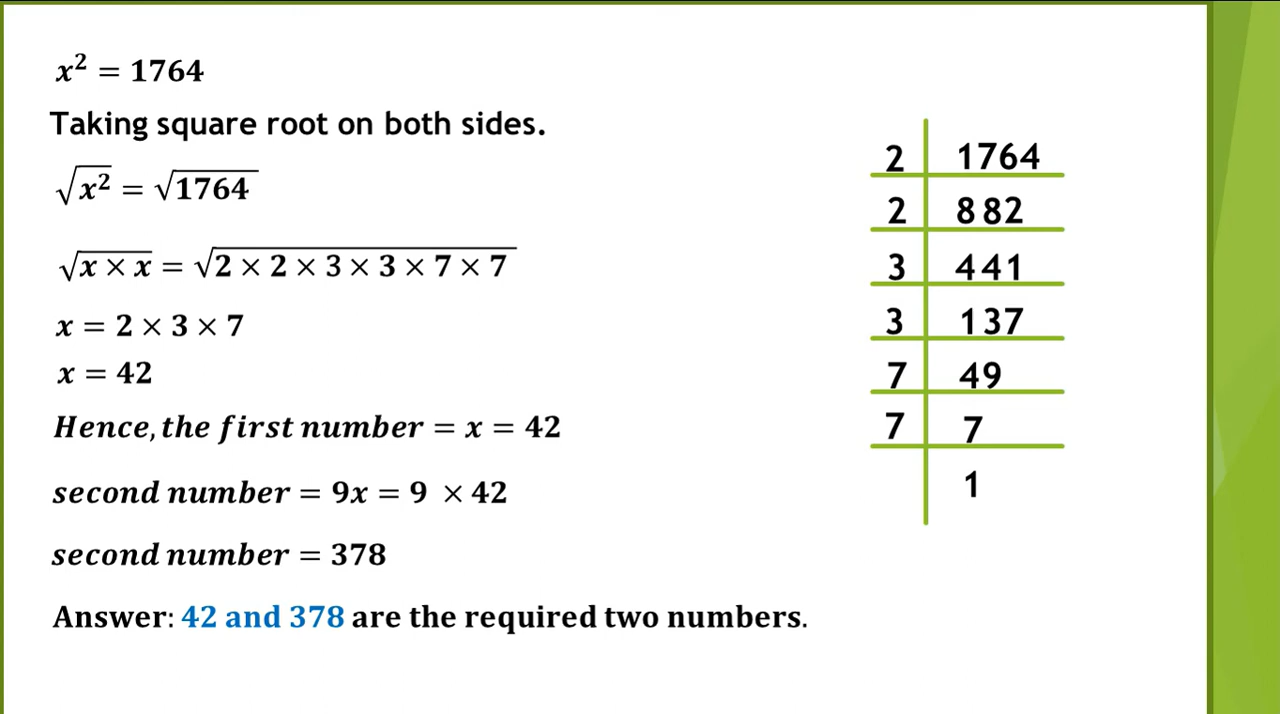 x² = 1764
Taking square root on both sides.
√x² = √1764
√x × x = √2 × 2 × 3 × 3 × 7 × 7
x = 2 × 3 × 7
x = 42
Hence, the first number = x = 42
second number = 9x = 9 × 42
second number = 378
Answer: 42 and 378 are the required two numbers.
2 1764
2 882
3 441
3 137
7 49
7 7
1